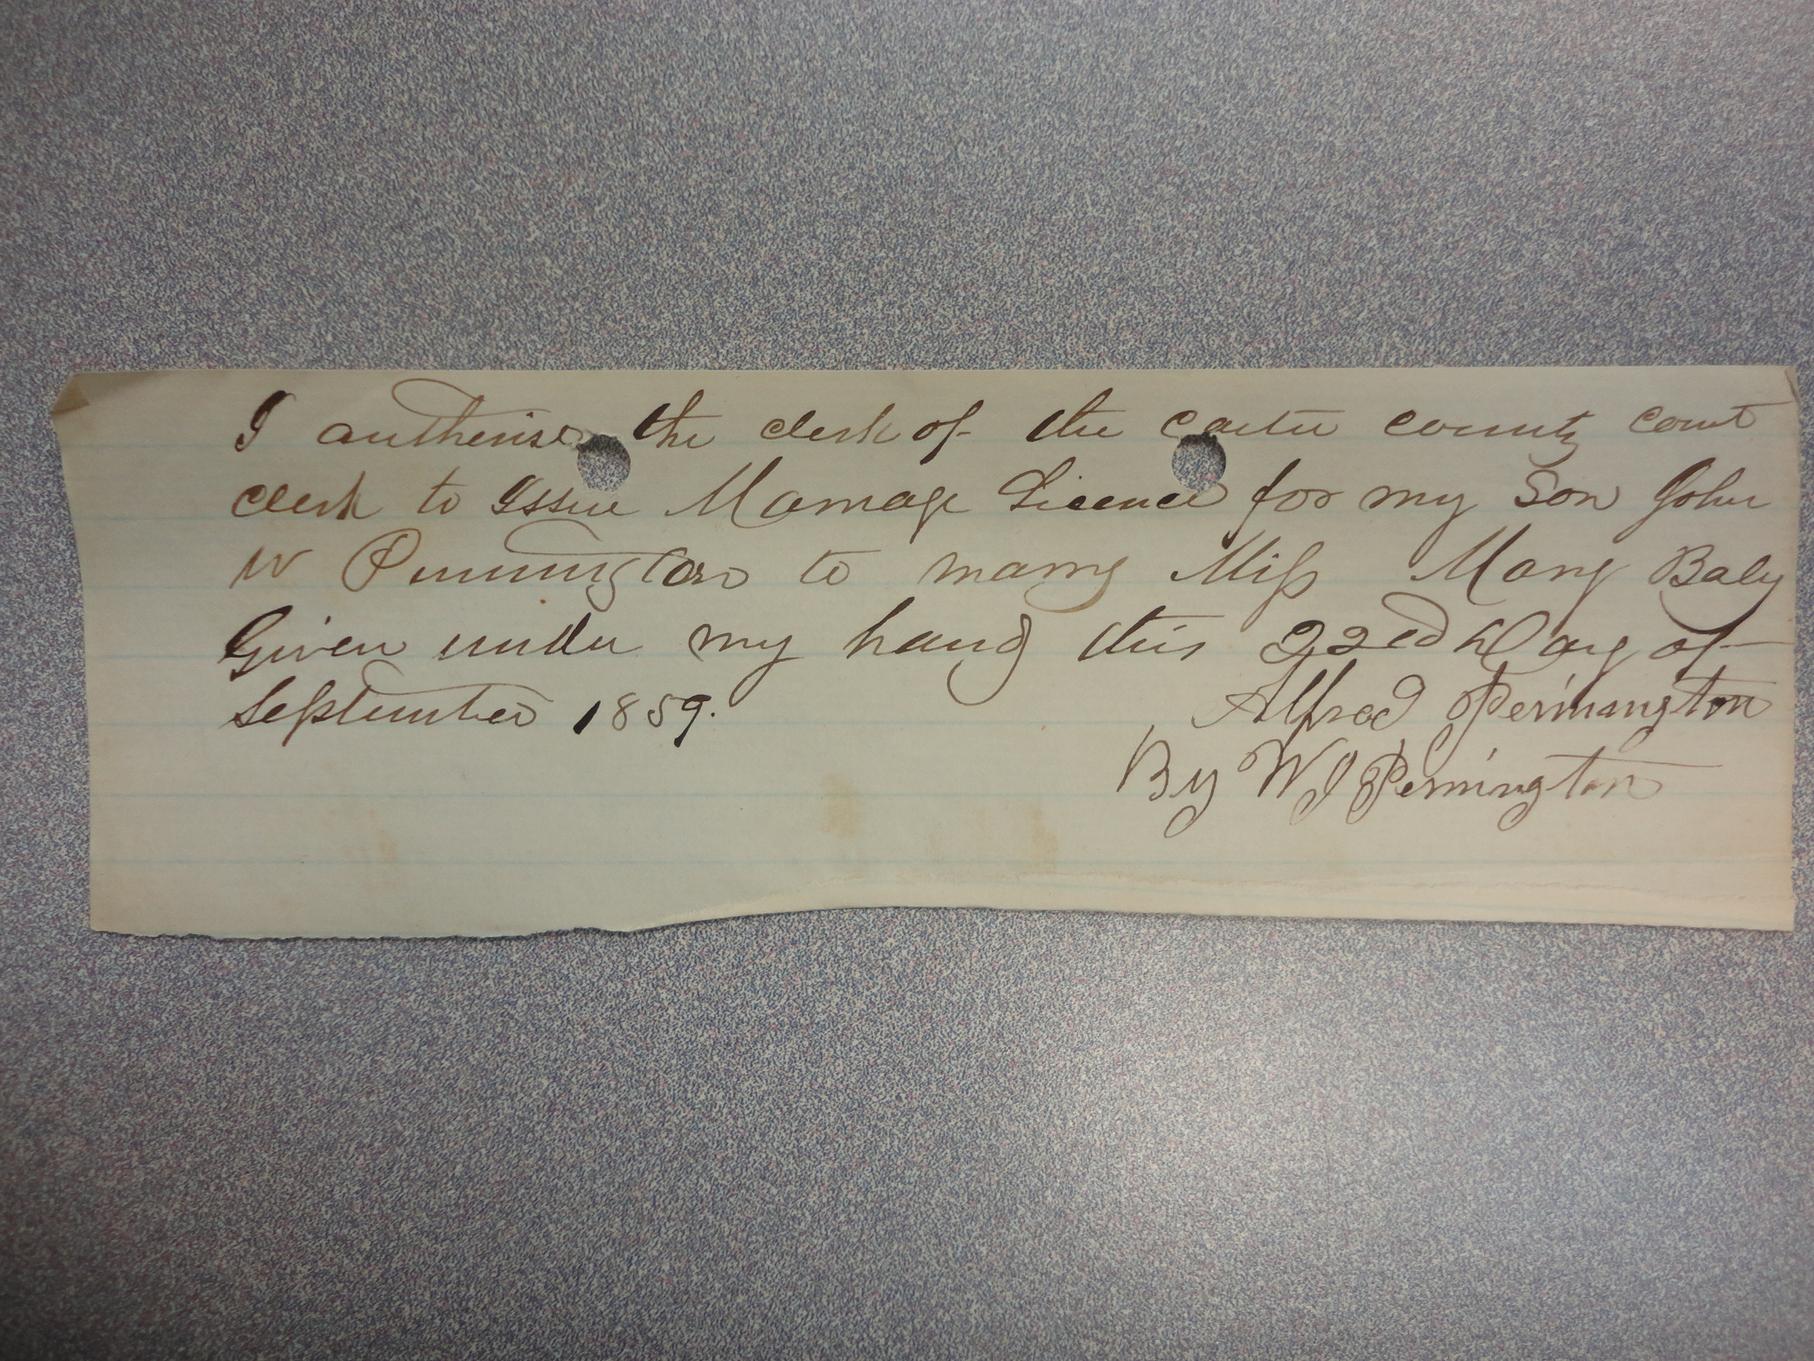 I autherise the clerk of the carter county court
clerk to Issue Marriage Licence for my Son John
W Pennington to marry Miss Mary Baly
Given under my hand this 22ed Day of
September 1859.
Alfred Pennington
By W J Pennington